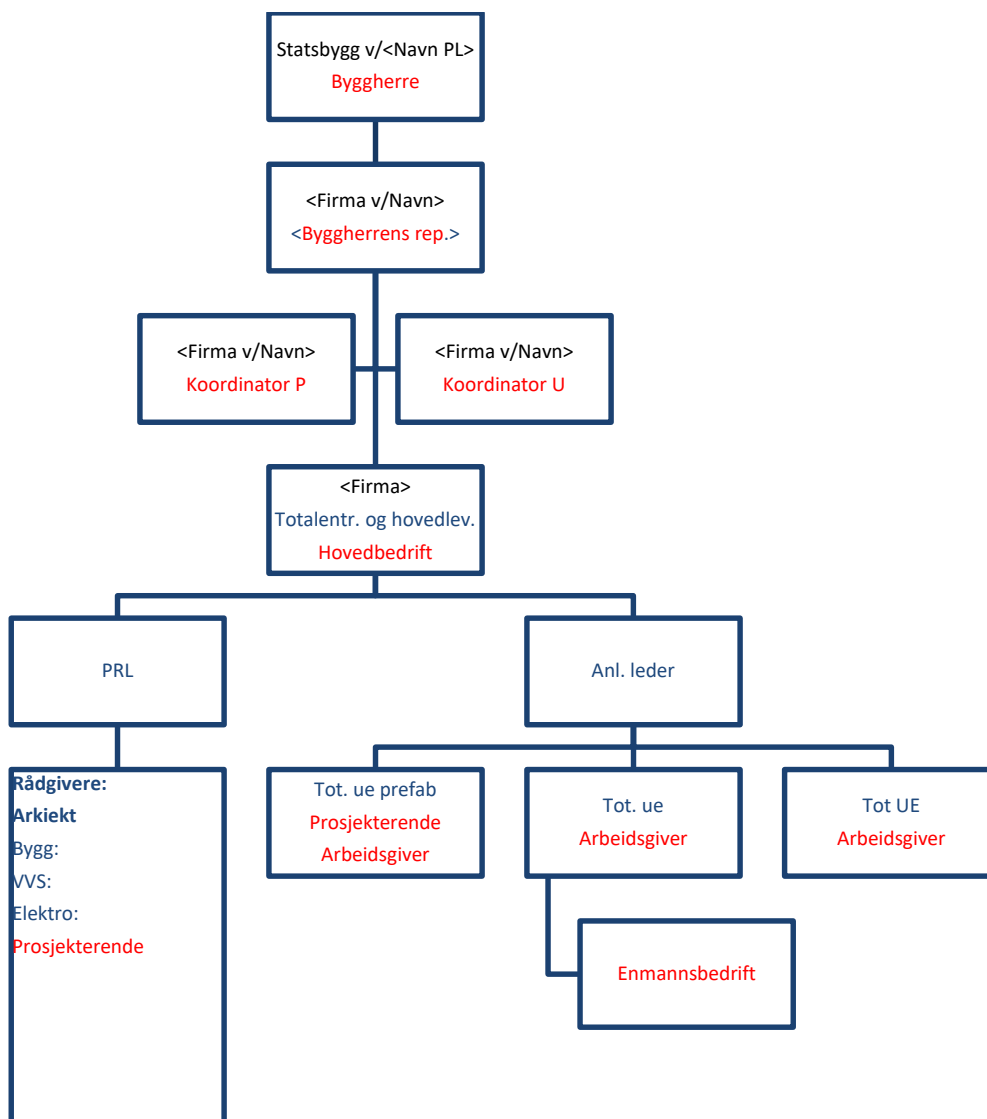 Statsbygg v/<Navn PL>
Byggherre
<Firma v/Navn>
<Byggherrens rep.>
<Firma v/Navn>
Koordinator P
<Firma v/Navn>
Koordinator U
<Firma>
Totalentr. og hovedlev.
Hovedbedrift
PRL
Anl. leder
Rådgivere:
Arkiekt
Bygg:
VVS:
Elektro:
Prosjekterende
Tot. ue prefab
Prosjekterende
Arbeidsgiver
Tot. ue
Arbeidsgiver
Tot UE
Arbeidsgiver
Enmannsbedrift